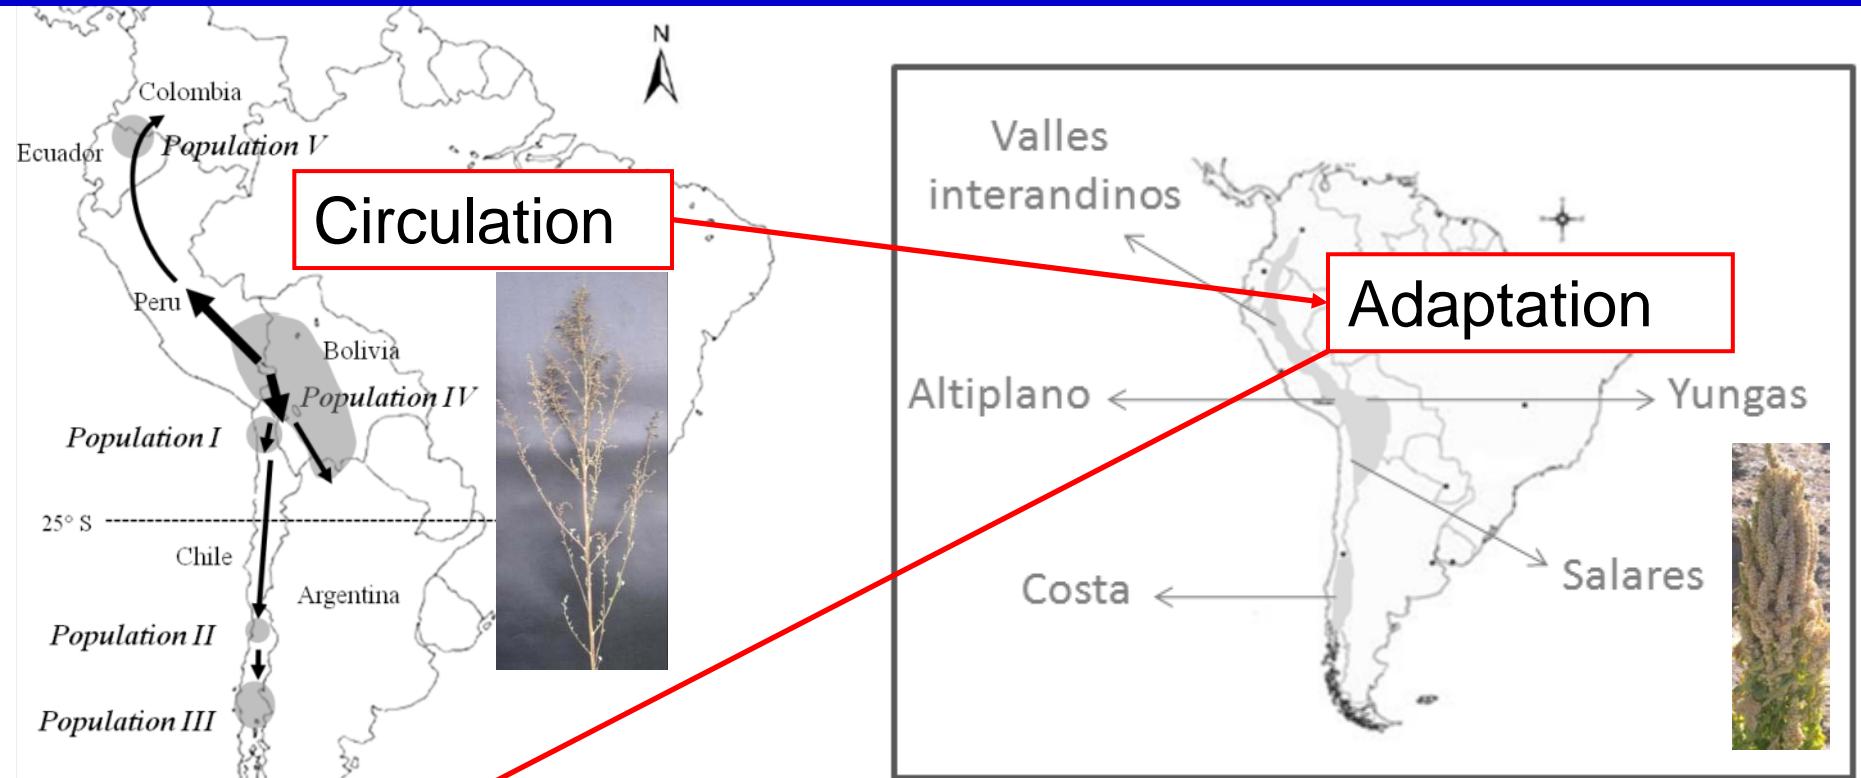 N
Colombia
Ecuador
Population V
Circulation
Peru
Bolivia
Population IV
Population I
25° S
Chile
Argentina
Population II
Population III
Valles
interandinos
Adaptation
Altiplano
Yungas
Costa
Salares